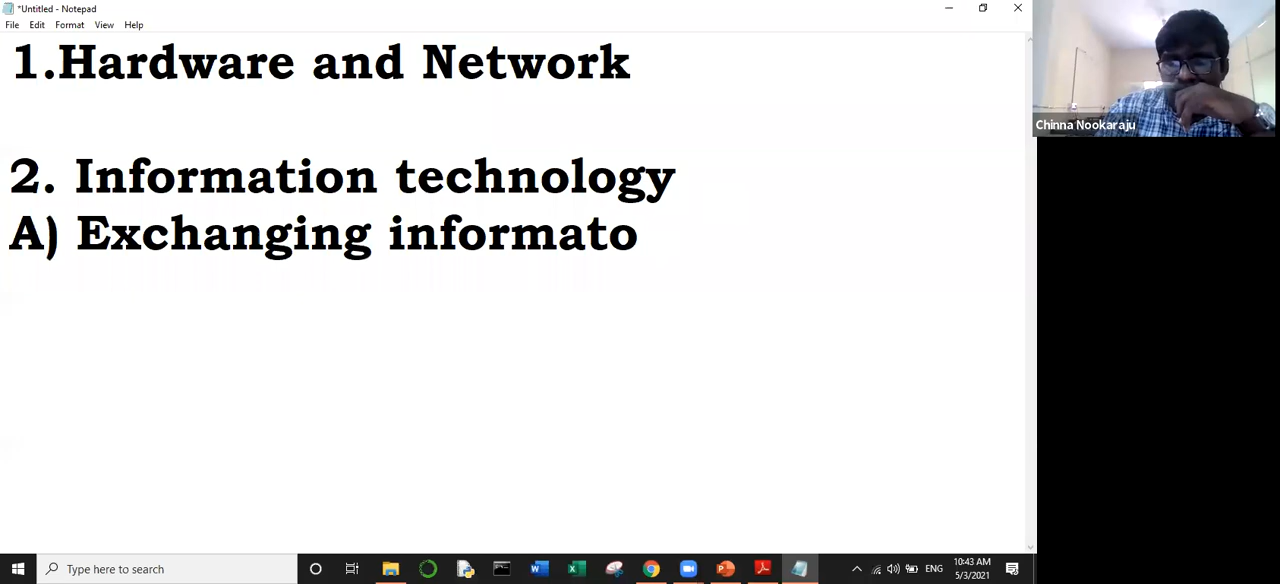 *Untitled - Notepad
File Edit Format View Help
1.Hardware and Network
2. Information technology
A) Exchanging informato
Chinna Nookaraju
Type here to search
ENG
10:43 AM
5/3/2021